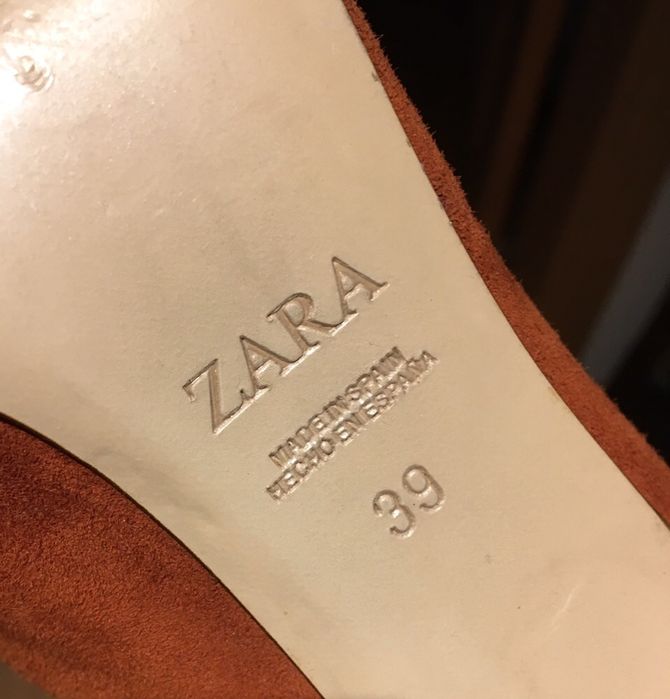 ZARA
MADE IN SPAIN
HECHO EN ESPAÑA
39